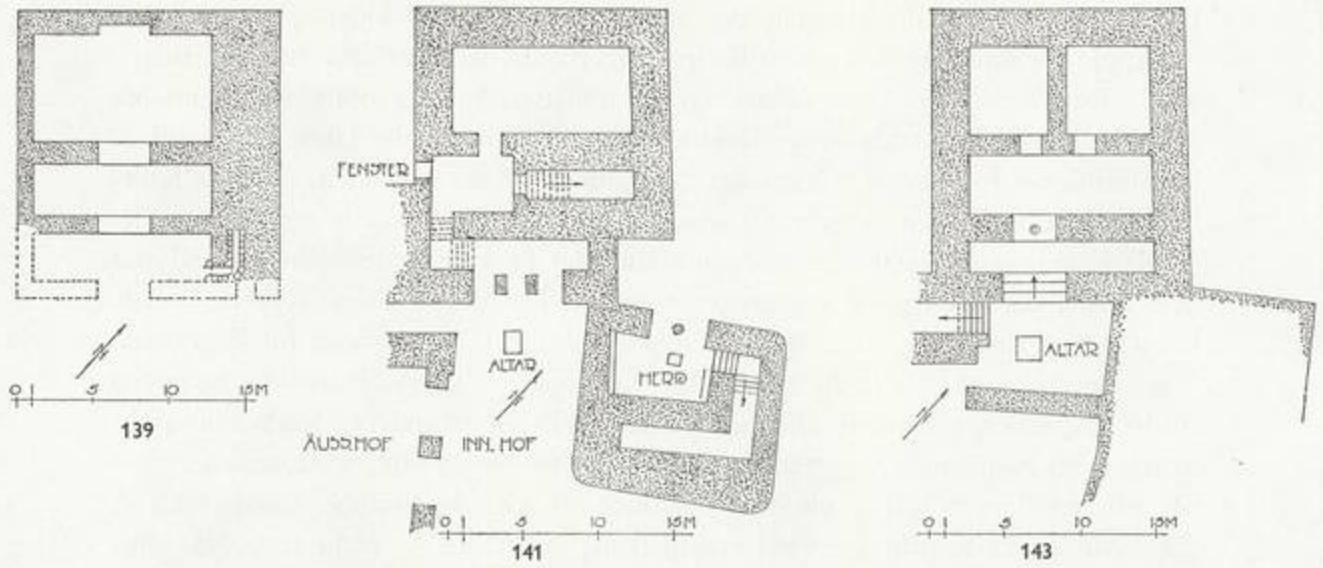 FENSTER
ALTAR
HERD
ÄUSS.HOF
INN. HOF
ALTAR
0 1 5 10 15M
139
0 1 5 10 15M
141
0 1 5 10 15M
143